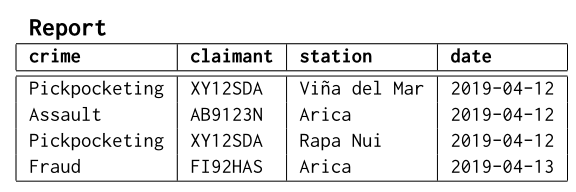 Report
crime claimant station date
Pickpocketing XY12SDA Viña del Mar 2019-04-12
Assault AB9123N Arica 2019-04-12
Pickpocketing XY12SDA Rapa Nui 2019-04-12
Fraud FI92HAS Arica 2019-04-13